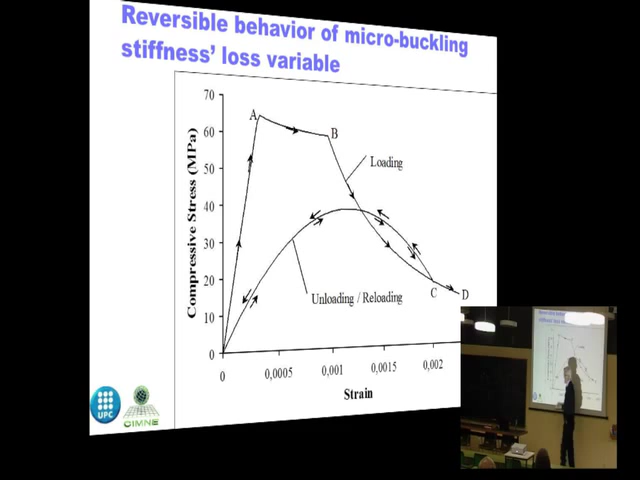 Reversible behavior of micro-buckling
stiffness' loss variable
70
60
50
40
30
20
10
0
Compressive Stress (MPa)
A
B
Loading
Unloading / Reloading
C
D
0
0,0005
0,001
0,0015
0,002
Strain
UPC
CIMNE